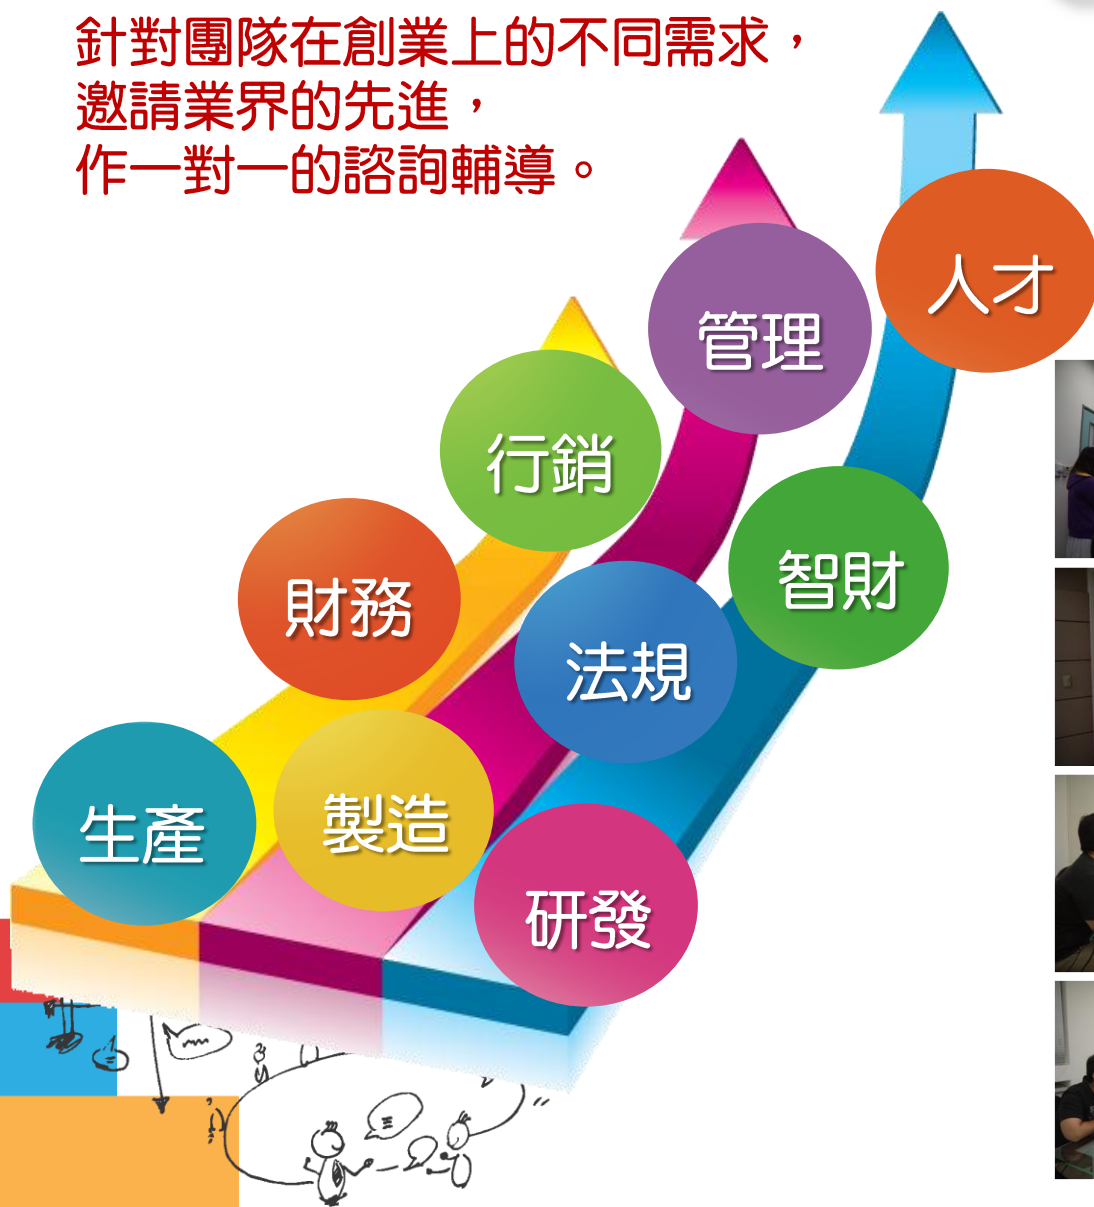 針對團隊在創業上的不同需求，
邀請業界的先進，
作一對一的諮詢輔導。
人才
管理
行銷
智財
財務
法規
生產
製造
研發